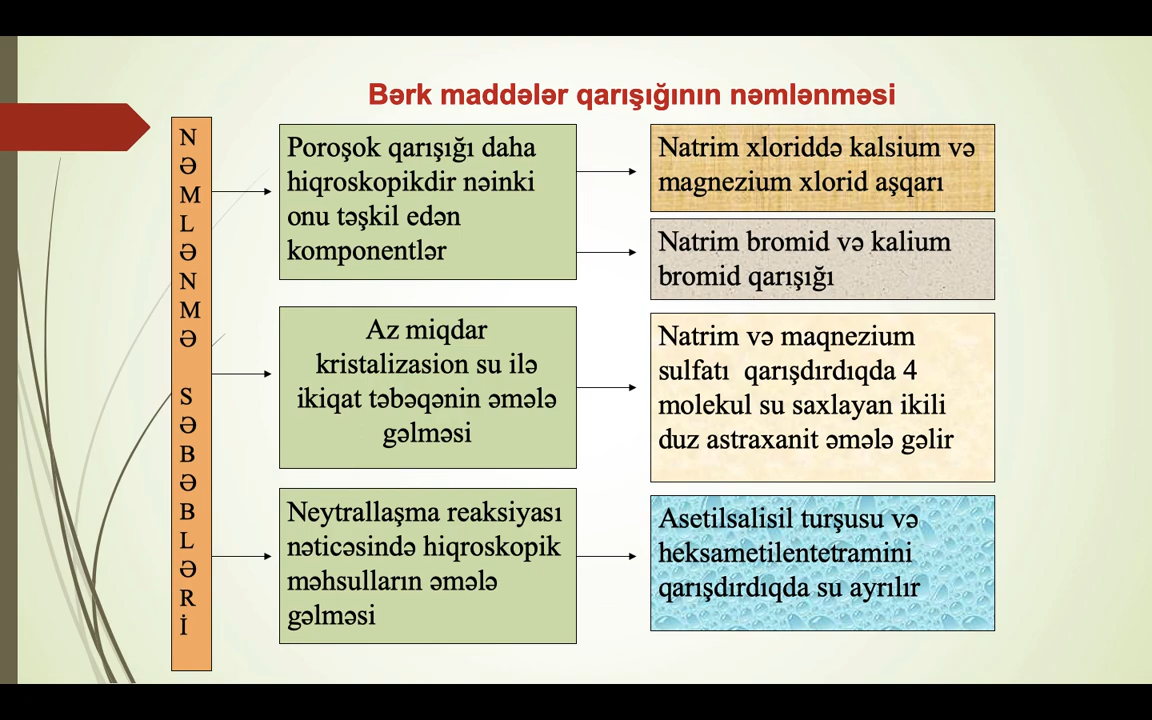 Bərk maddələr qarışığının nəmlənməsi
N
Ə
M
L
Ə
N
M
Ə
S
Ə
B
Ə
B
L
Ə
R
İ
Poroşok qarışığı daha
hiqroskopikdir nəinki
onu təşkil edən
komponentlər
Natrim xloriddə kalsium və
magnezium xlorid aşqarı
Natrim bromid və kalium
bromid qarışığı
Az miqdar
kristalizasion su ilə
ikiqat təbəqənin əmələ
gəlməsi
Natrim və maqnezium
sulfatı qarışdırdıqda 4
molekul su saxlayan ikili
duz astraxanit əmələ gəlir
Neytrallaşma reaksiyası
nəticəsində hiqroskopik
məhsulların əmələ
gəlməsi
Asetilsalisil turşusu və
heksametilentetramini
qarışdırdıqda su ayrılır